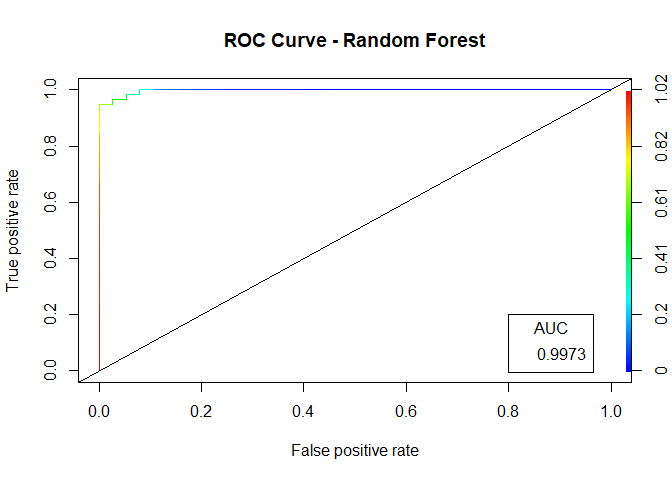 ROC Curve - Random Forest
True positive rate
1.0
0.8
0.6
0.4
0.2
0.0
1.02
0.82
0.61
0.41
0.2
0
AUC
0.9973
0.0 0.2 0.4 0.6 0.8 1.0
False positive rate